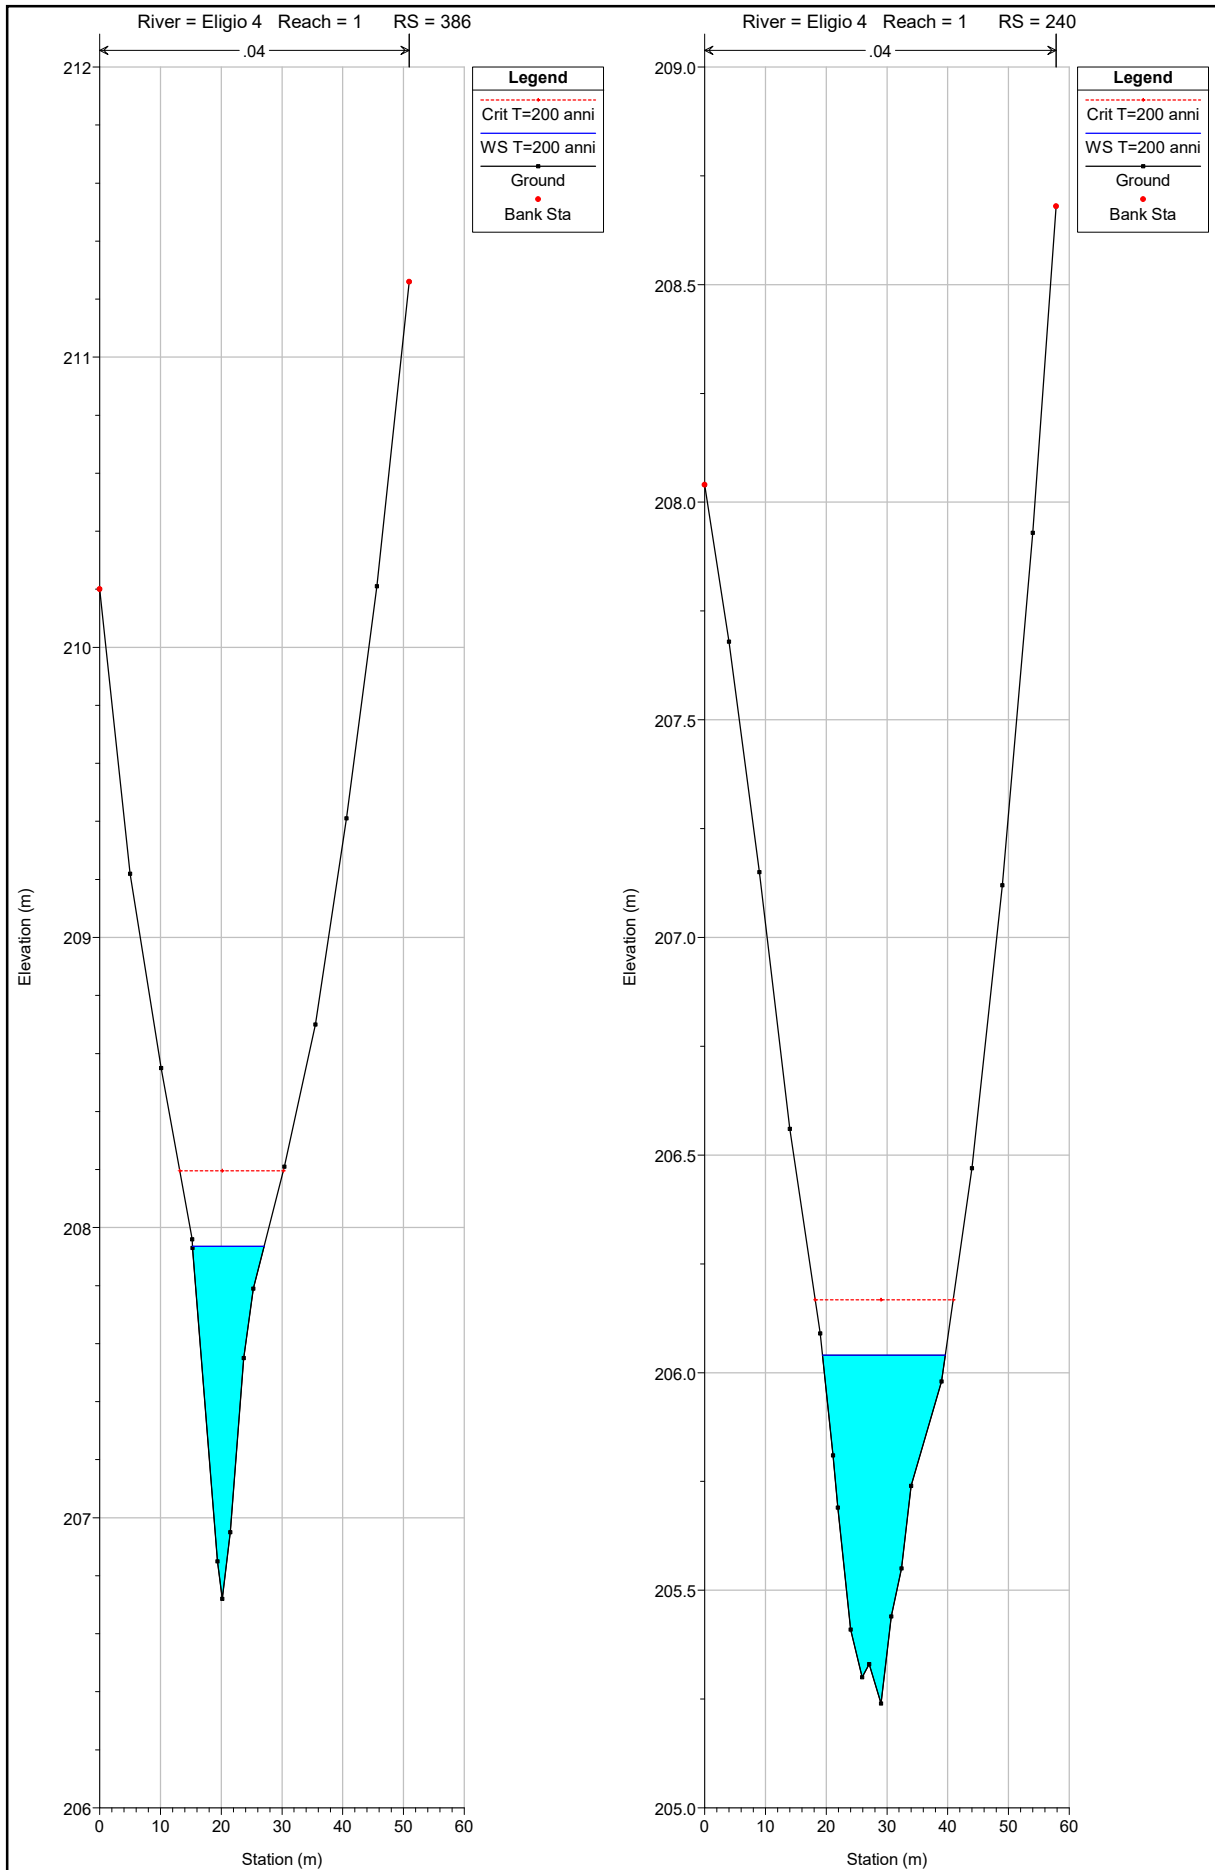 River = Eligio 4 Reach = 1 RS = 386
.04
Legend
Crit T=200 anni
WS T=200 anni
Ground
Bank Sta
212
211
210
209
208
207
206
0 10 20 30 40 50 60
Elevation (m)
Station (m)
River = Eligio 4 Reach = 1 RS = 240
.04
Legend
Crit T=200 anni
WS T=200 anni
Ground
Bank Sta
209.0
208.5
208.0
207.5
207.0
206.5
206.0
205.5
205.0
0 10 20 30 40 50 60
Elevation (m)
Station (m)